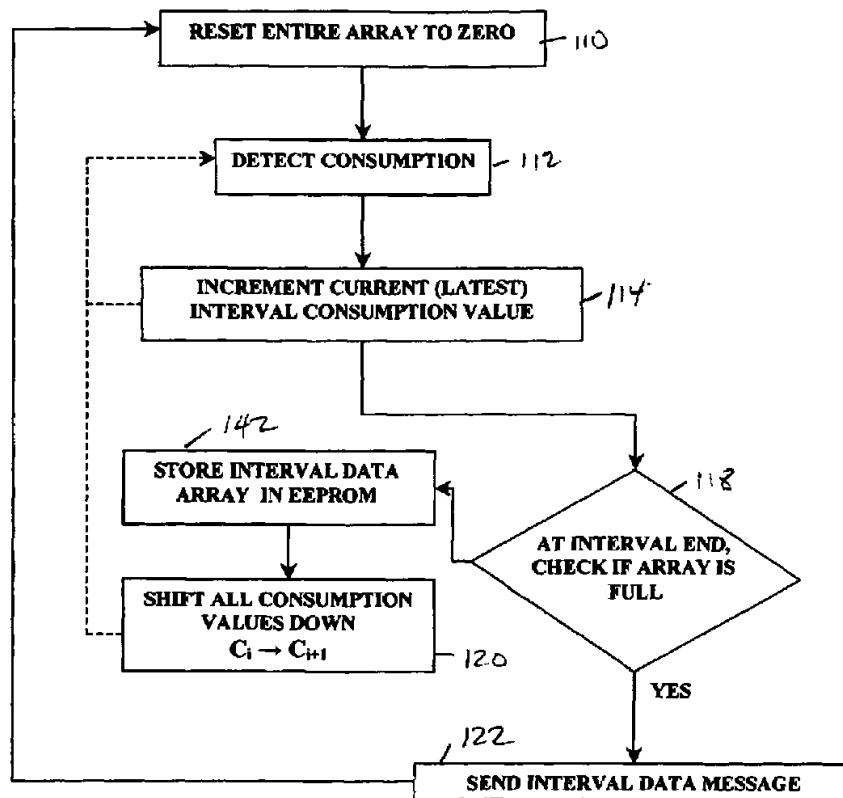 RESET ENTIRE ARRAY TO ZERO
110
DETECT CONSUMPTION
112
INCREMENT CURRENT (LATEST)
INTERVAL CONSUMPTION VALUE
114
142
STORE INTERVAL DATA
ARRAY IN EEPROM
118
AT INTERVAL END,
CHECK IF ARRAY IS
FULL
SHIFT ALL CONSUMPTION
VALUES DOWN
Ci → Ci+1
120
YES
122
SEND INTERVAL DATA MESSAGE